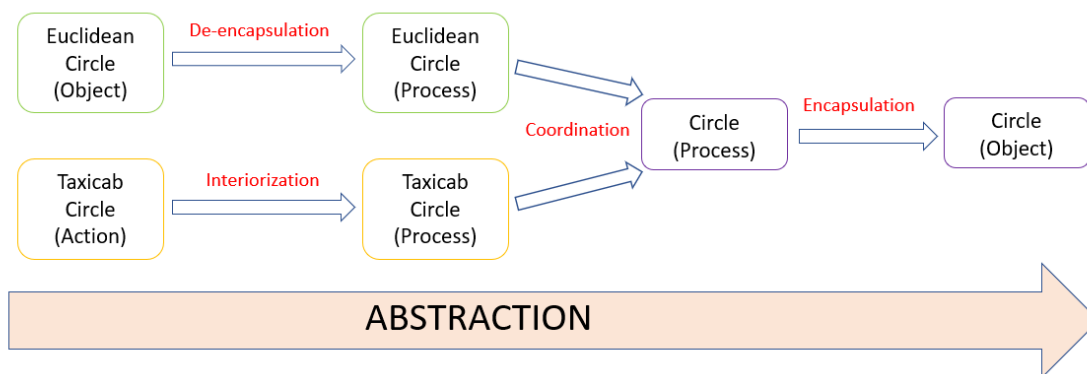 Euclidean
Circle
(Object)
De-encapsulation
Euclidean
Circle
(Process)
Taxicab
Circle
(Action)
Interiorization
Taxicab
Circle
(Process)
Coordination
Circle
(Process)
Encapsulation
Circle
(Object)
ABSTRACTION